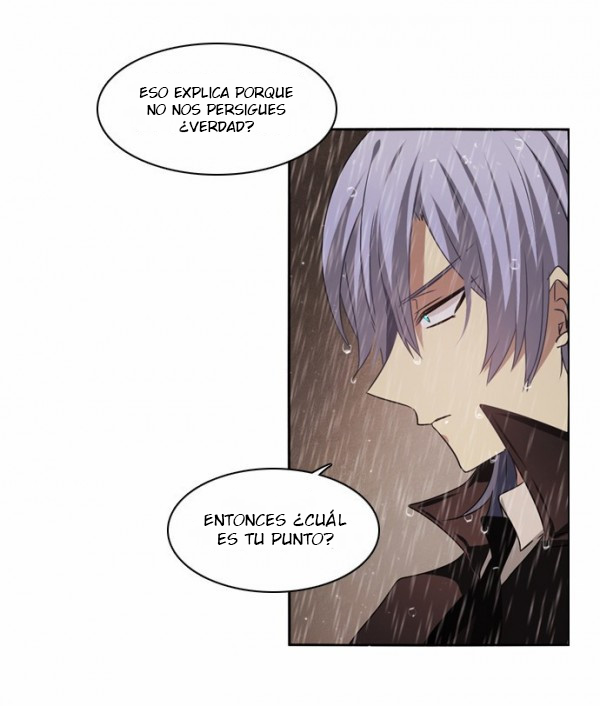 ESO EXPLICA PORQUE
NO NOS PERSIGUES
¿VERDAD?
ENTONCES ¿CUÁL
ES TU PUNTO?